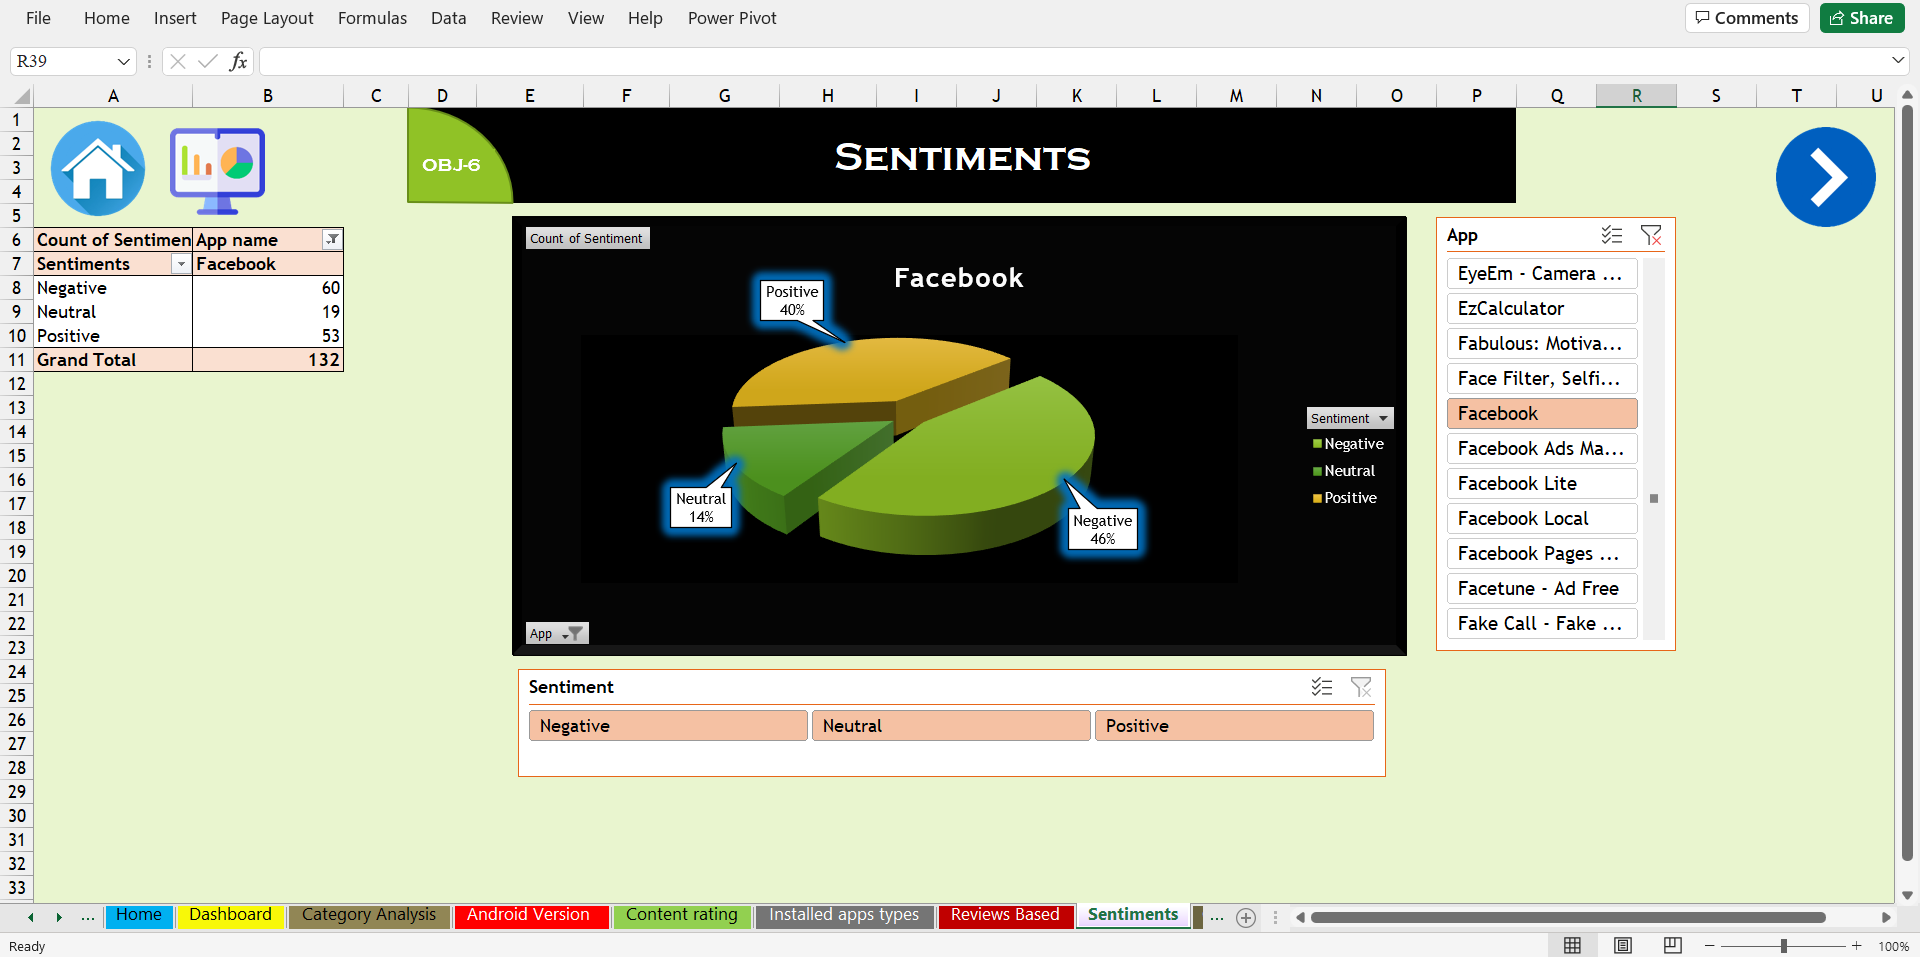 File Home Insert Page Layout Formulas Data Review View Help Power Pivot Comments Share
R39 fx
A B C D E F G H I J K L M N O P Q R S T U
1
2
3
4
5
6
7
8
9
10
11
12
13
14
15
16
17
18
19
20
21
22
23
24
25
26
27
28
29
30
31
32
33
OBJ-6
Sentiments
Count of Sentimen App name
Sentiments Facebook
Negative 60
Neutral 19
Positive 53
Grand Total 132
Count of Sentiment
Facebook
Positive
40%
Neutral
14%
Negative
46%
Sentiment
Negative
Neutral
Positive
App
App
EyeEm - Camera ...
EzCalculator
Fabulous: Motiva...
Face Filter, Selfi...
Facebook
Facebook Ads Ma...
Facebook Lite
Facebook Local
Facebook Pages ...
Facetune - Ad Free
Fake Call - Fake ...
Sentiment
Negative Neutral Positive
... Home Dashboard Category Analysis Android Version Content rating Installed apps types Reviews Based Sentiments ...
Ready 100%